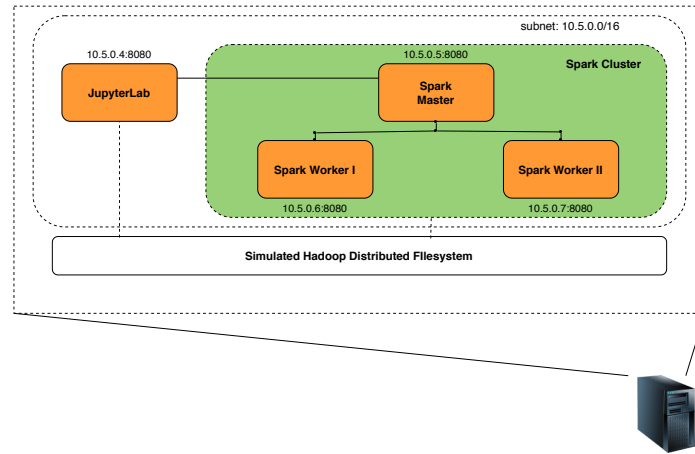 subnet: 10.5.0.0/16
10.5.0.4:8080
10.5.0.5:8080
Spark Cluster
JupyterLab
Spark
Master
Spark Worker I
Spark Worker II
10.5.0.6:8080
10.5.0.7:8080
Simulated Hadoop Distributed FIlesystem